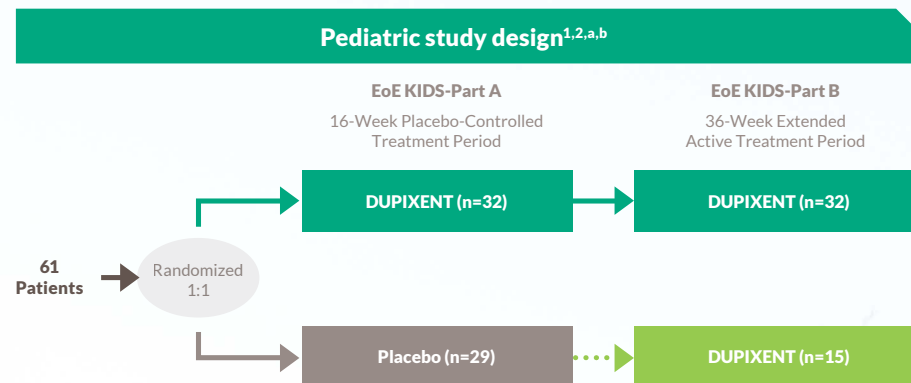 Pediatric study design1,2,a,b
EoE KIDS-Part A
16-Week Placebo-Controlled
Treatment Period
EoE KIDS-Part B
36-Week Extended
Active Treatment Period
DUPIXENT (n=32)
DUPIXENT (n=32)
61
Patients
Randomized
1:1
Placebo (n=29)
DUPIXENT (n=15)